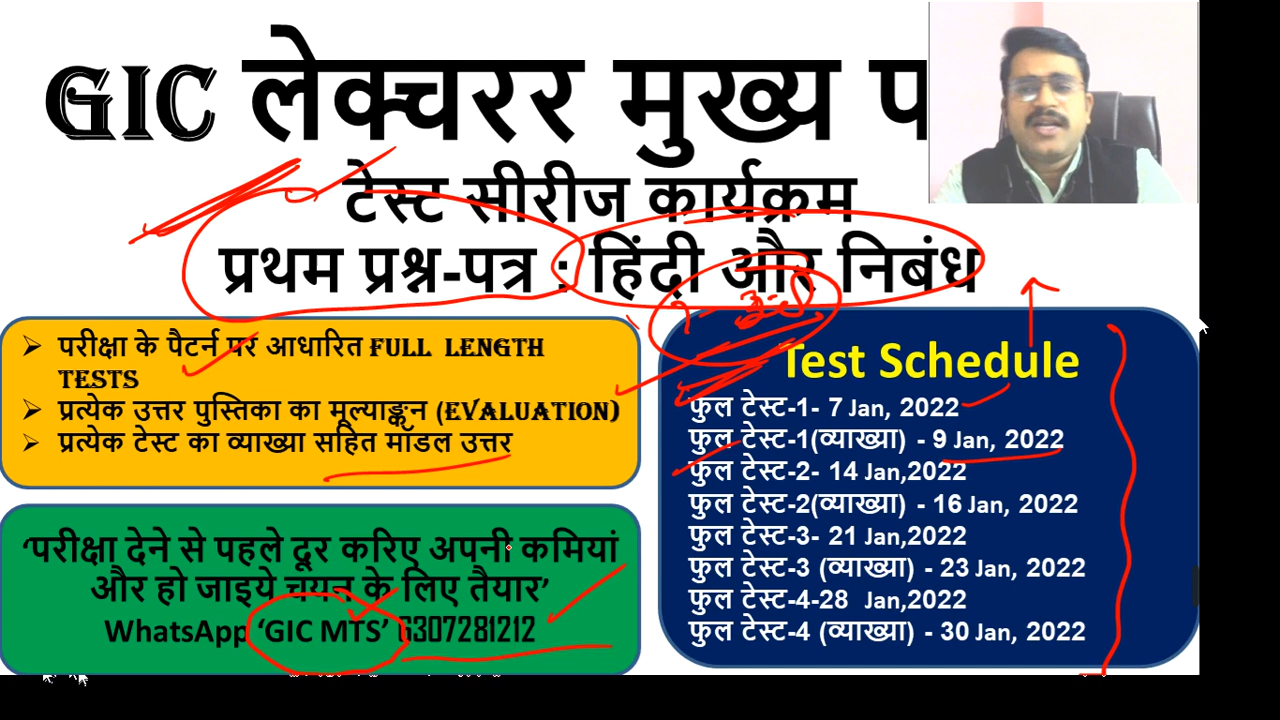 GIC लेक्चरर मुख्य प
टेस्ट सीरीज कार्यक्रम
प्रथम प्रश्न-पत्र : हिंदी और निबंध
➢ परीक्षा के पैटर्न पर आधारित FULL LENGTH
TESTS
➢ प्रत्येक उत्तर पुस्तिका का मूल्याङ्कन (EVALUATION)
➢ प्रत्येक टेस्ट का व्याख्या सहित मॉडल उत्तर
‘परीक्षा देने से पहले दूर करिए अपनी कमियां
और हो जाइये चयन के लिए तैयार’
WhatsApp ‘GIC MTS’ 6307281212
Test Schedule
फुल टेस्ट-1- 7 Jan, 2022
फुल टेस्ट-1(व्याख्या) - 9 Jan, 2022
फुल टेस्ट-2- 14 Jan,2022
फुल टेस्ट-2(व्याख्या) - 16 Jan, 2022
फुल टेस्ट-3- 21 Jan,2022
फुल टेस्ट-3 (व्याख्या) - 23 Jan, 2022
फुल टेस्ट-4-28 Jan,2022
फुल टेस्ट-4 (व्याख्या) - 30 Jan, 2022